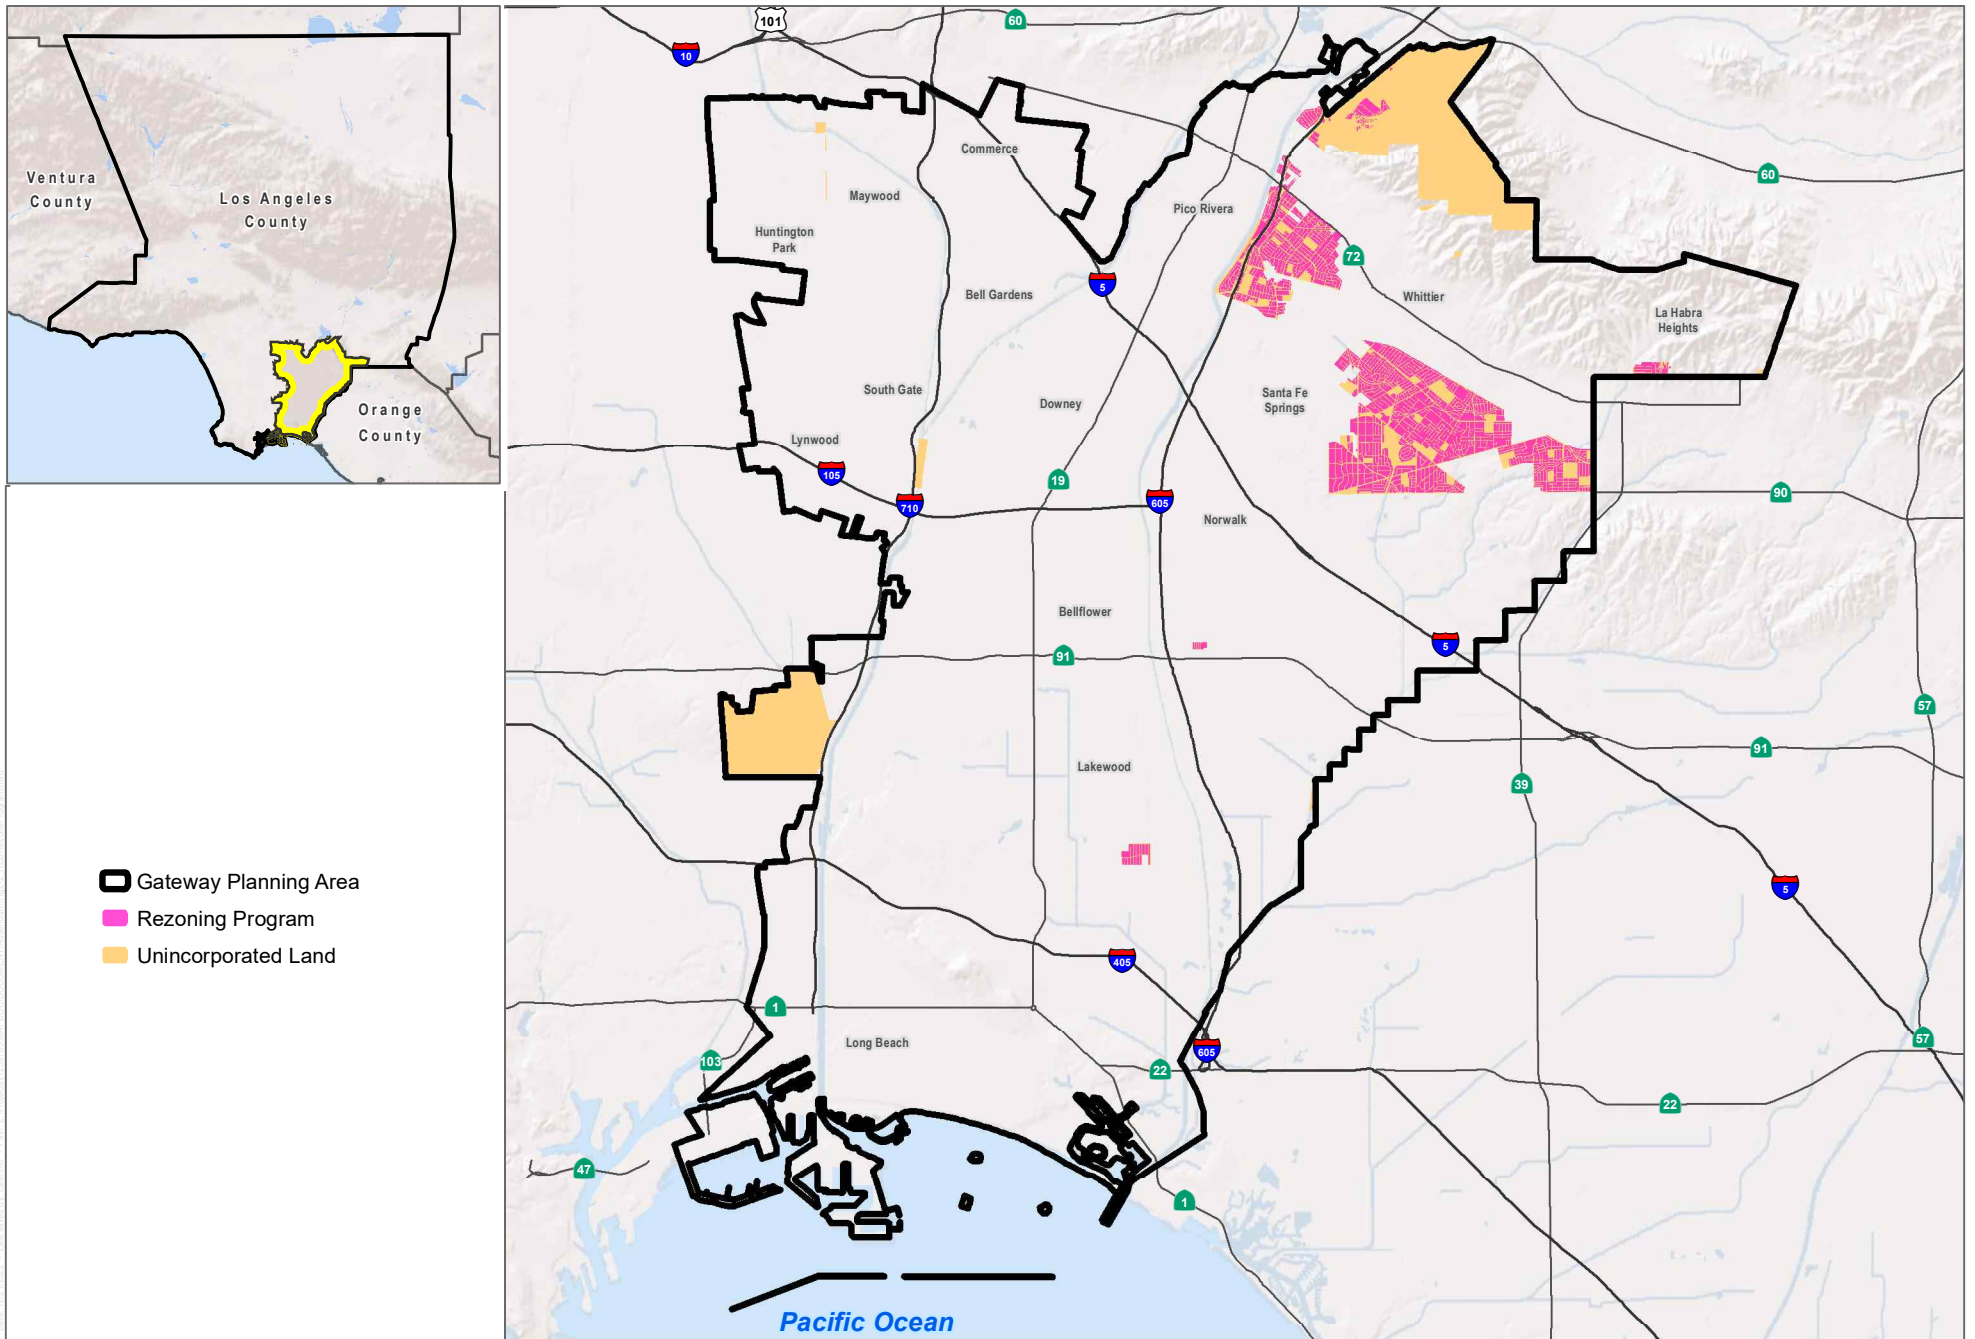 Ventura
County
Los Angeles
County
Orange
County
Gateway Planning Area
Rezoning Program
Unincorporated Land
101
60
10
Commerce
60
Maywood
Pico Rivera
Huntington
Park
72
5
Bell Gardens
Whittier
La Habra
Heights
South Gate
Downey
Santa Fe
Springs
Lynwood
105
19
90
710
605
Norwalk
Bellflower
5
91
57
91
Lakewood
39
5
405
1
57
Long Beach
605
103
22
22
47
1
Pacific Ocean